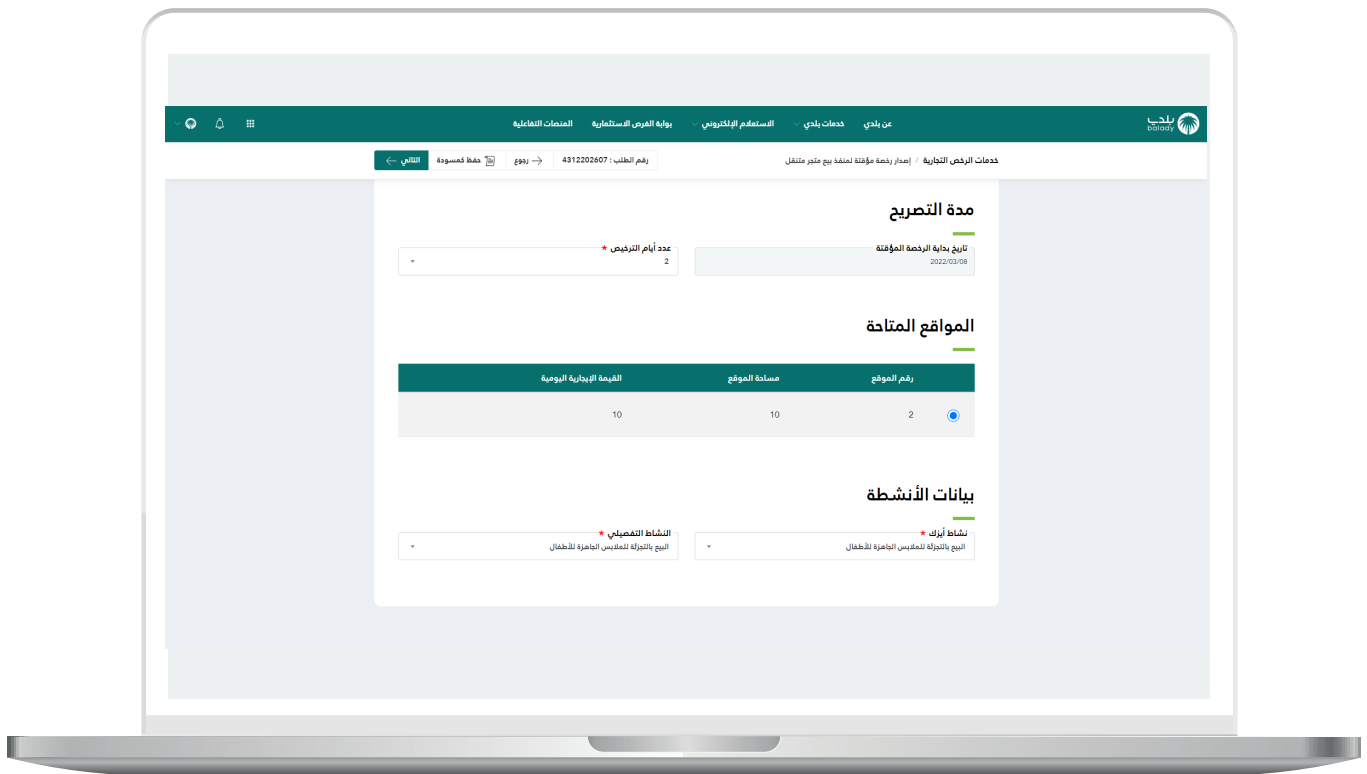 بلدي
balady
عن بلدي
خدمات بلدي
الاستعلام الإلكتروني
بوابة الفرص الاستثمارية
المنصات التفاعلية
خدمات الرخص التجارية / إصدار رخصة مؤقتة لمنفذ بيع متجر متنقل
رقم الطلب : 4312202607
رجوع
حفظ كمسودة
التالي
مدة التصريح
تاريخ بداية الرخصة المؤقتة
2022/03/08
عدد أيام الترخيص *
2
المواقع المتاحة
رقم الموقع مساحة الموقع القيمة الإيجارية اليومية
2 10 10
بيانات الأنشطة
نشاط أيزك *
البيع بالتجزئة للملابس الجاهزة للأطفال
النشاط التفصيلي *
البيع بالتجزئة للملابس الجاهزة للأطفال